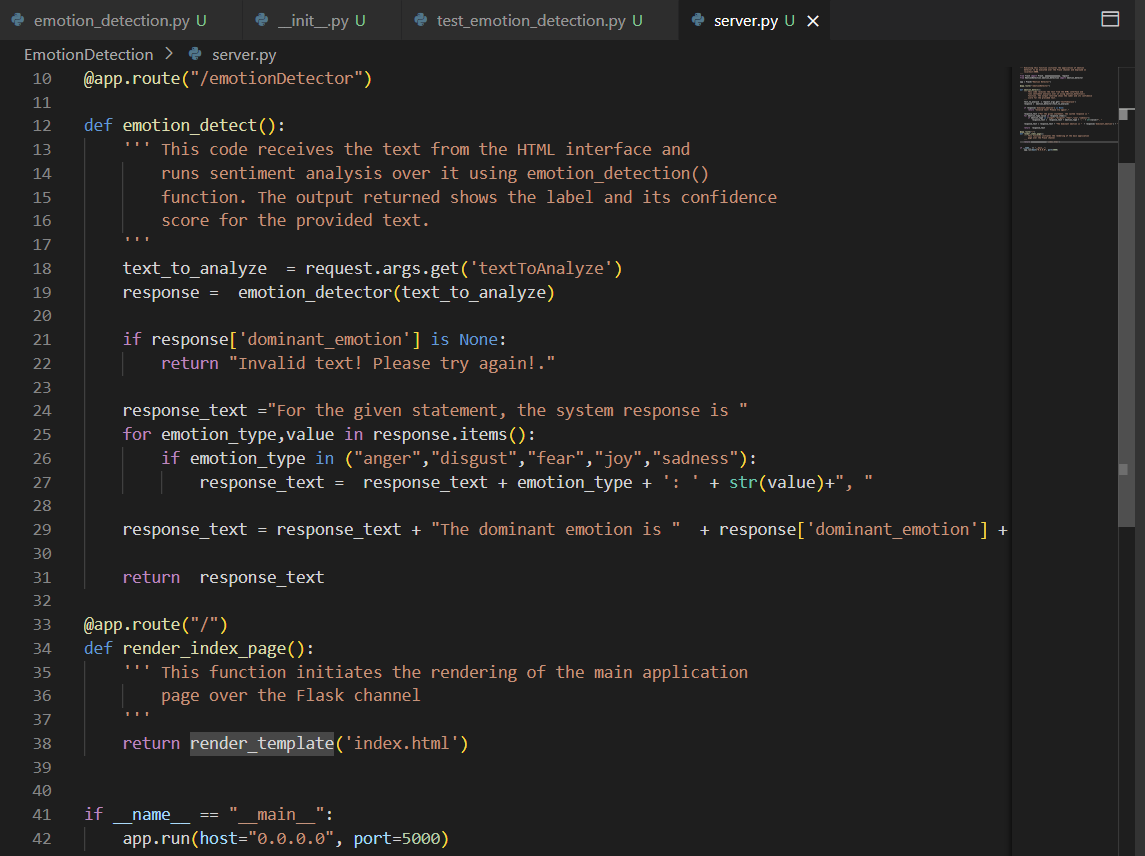 emotion_detection.py U
__init__.py U
test_emotion_detection.py U
server.py U
EmotionDetection > server.py
10 @app.route("/emotionDetector")
11
12 def emotion_detect():
13     ''' This code receives the text from the HTML interface and
14         runs sentiment analysis over it using emotion_detection()
15         function. The output returned shows the label and its confidence
16         score for the provided text.
17     '''
18     text_to_analyze  = request.args.get('textToAnalyze')
19     response =  emotion_detector(text_to_analyze)
20
21     if response['dominant_emotion'] is None:
22         return "Invalid text! Please try again!."
23
24     response_text ="For the given statement, the system response is "
25     for emotion_type,value in response.items():
26         if emotion_type in ("anger","disgust","fear","joy","sadness"):
27             response_text =  response_text + emotion_type + ': ' + str(value)+", "
28
29     response_text = response_text + "The dominant emotion is "  + response['dominant_emotion'] +
30
31     return  response_text
32
33 @app.route("/")
34 def render_index_page():
35     ''' This function initiates the rendering of the main application
36         page over the Flask channel
37     '''
38     return render_template('index.html')
39
40
41 if __name__ == "__main__":
42     app.run(host="0.0.0.0", port=5000)